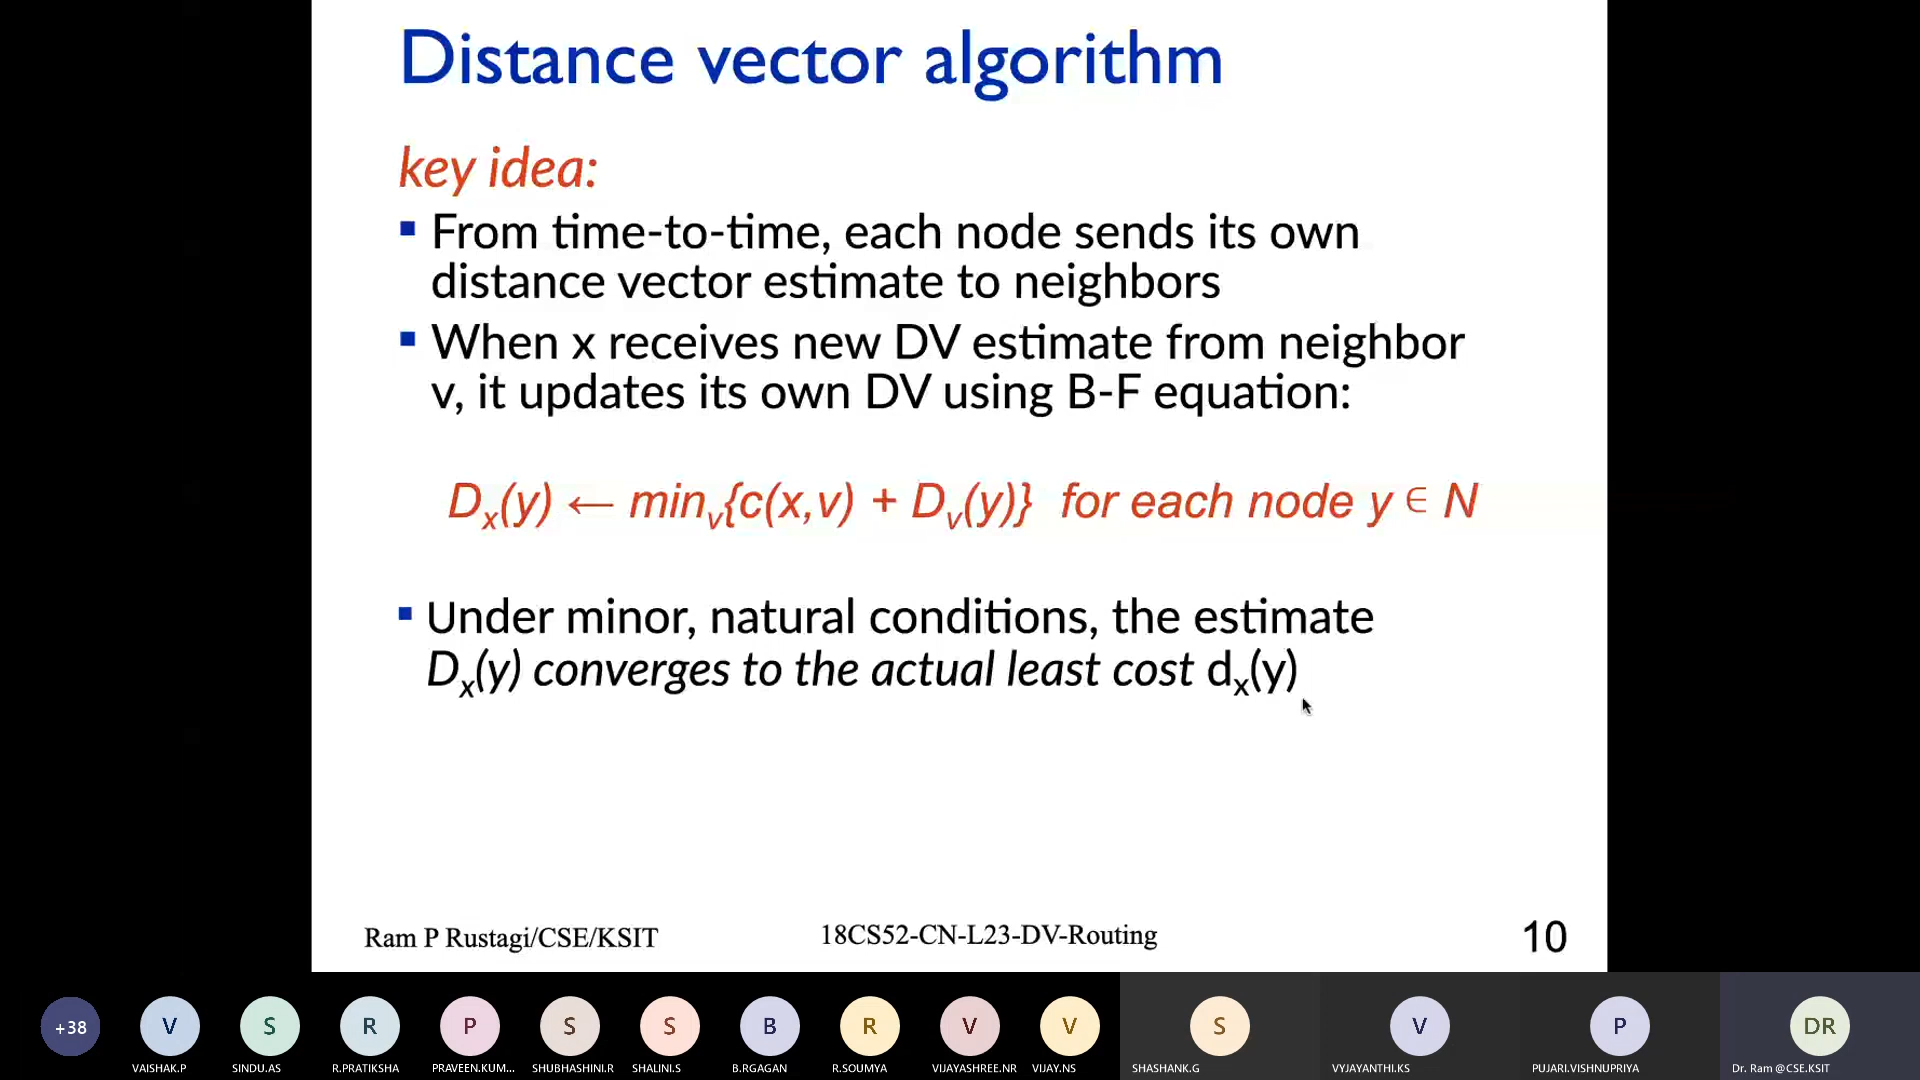 Distance vector algorithm
key idea:
▪ From time-to-time, each node sends its own
distance vector estimate to neighbors
▪ When x receives new DV estimate from neighbor
v, it updates its own DV using B-F equation:
Dx(y) ← minv{c(x,v) + Dv(y)} for each node y ∈ N
▪ Under minor, natural conditions, the estimate
Dx(y) converges to the actual least cost dx(y)
Ram P Rustagi/CSE/KSIT 18CS52-CN-L23-DV-Routing 10
+38 V S R P S S B R V V S V P DR
VAISHAK.P SINDU.AS R.PRATIKSHA PRAVEEN.KUM... SHUBHASHINI.R SHALINI.S B.RGAGAN R.SOUMYA VIJAYASHREE.NR VIJAY.NS SHASHANK.G VYJAYANTHI.KS PUJARI.VISHNUPRIYA Dr. Ram @CSE.KSIT